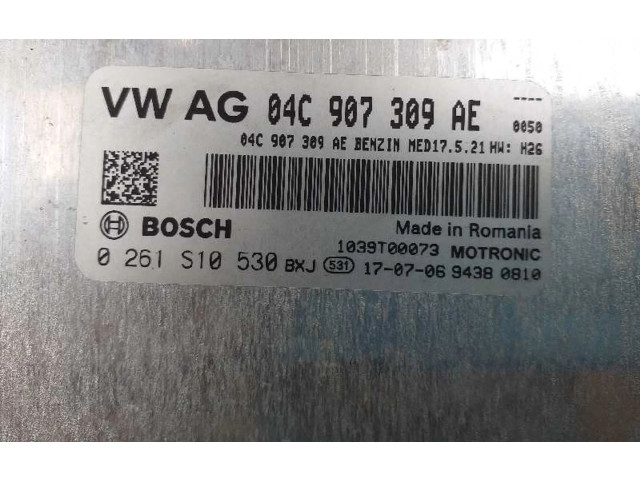 VW AG 04C 907 309 AE ----
0050
04C 907 309 AE BENZIN MED17.5.21 HW: H26
BOSCH Made in Romania
1039T00073 MOTRONIC
0 261 S10 530 BXJ 531 17-07-06 9438 0810